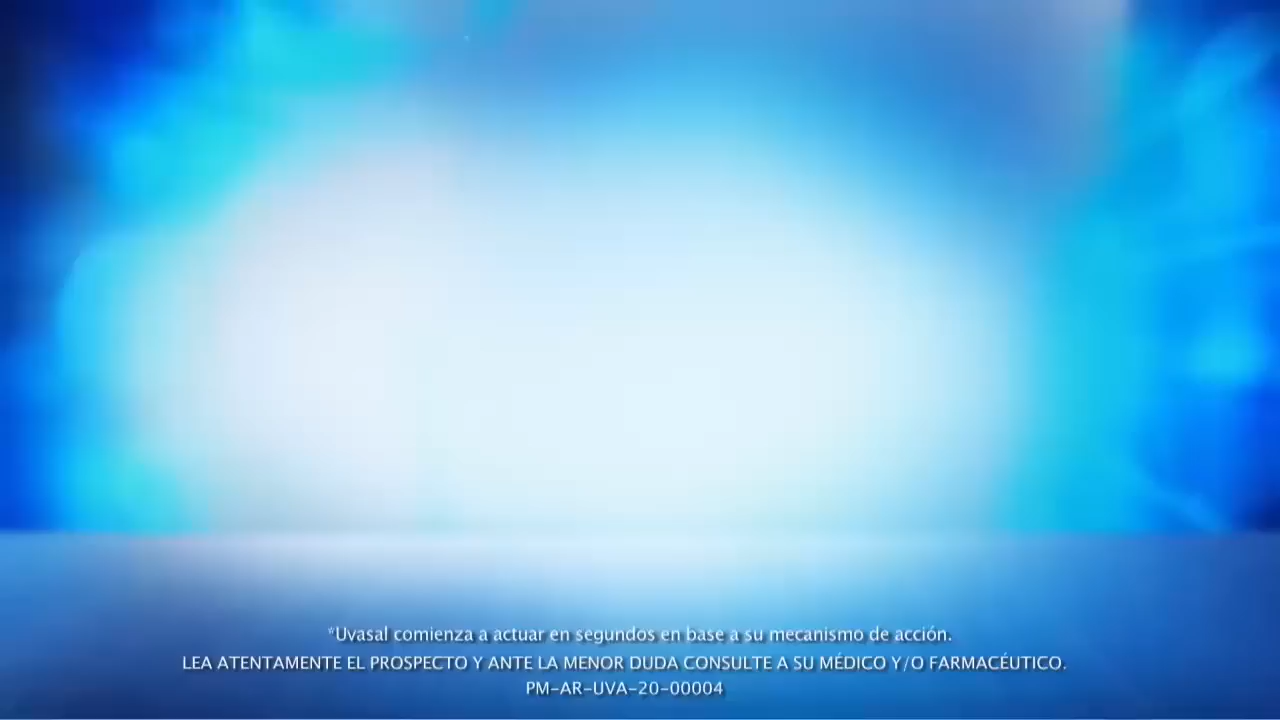 *Uvasal comienza a actuar en segundos en base a su mecanismo de acción.
LEA ATENTAMENTE EL PROSPECTO Y ANTE LA MENOR DUDA CONSULTE A SU MÉDICO Y/O FARMACÉUTICO.
PM-AR-UVA-20-00004